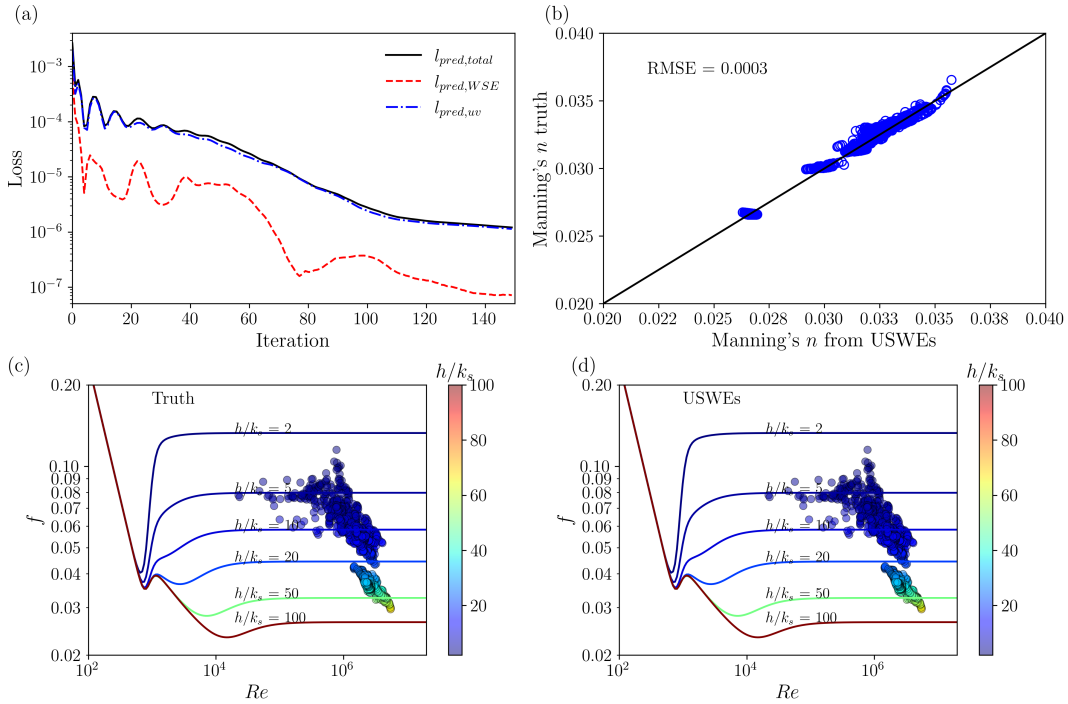 (a)
10^{-3}
10^{-4}
10^{-5}
10^{-6}
10^{-7}
Loss
l_{pred,total}
l_{pred,WSE}
l_{pred,uv}
0 20 40 60 80 100 120 140
Iteration
(b)
0.040
0.035
0.030
0.025
0.020
Manning's n truth
RMSE = 0.0003
0.020 0.022 0.025 0.028 0.030 0.033 0.035 0.038 0.040
Manning's n from USWEs
(c)
Truth
0.20
0.10
0.09
0.08
0.07
0.06
0.05
0.04
0.03
0.02
f
h/k_s = 2
h/k_s = 5
h/k_s = 10
h/k_s = 20
h/k_s = 50
h/k_s = 100
10^2 10^4 10^6
Re
h/k_s
100
80
60
40
20
(d)
USWEs
0.20
0.10
0.09
0.08
0.07
0.06
0.05
0.04
0.03
0.02
f
h/k_s = 2
h/k_s = 5
h/k_s = 10
h/k_s = 20
h/k_s = 50
h/k_s = 100
10^2 10^4 10^6
Re
h/k_s
100
80
60
40
20